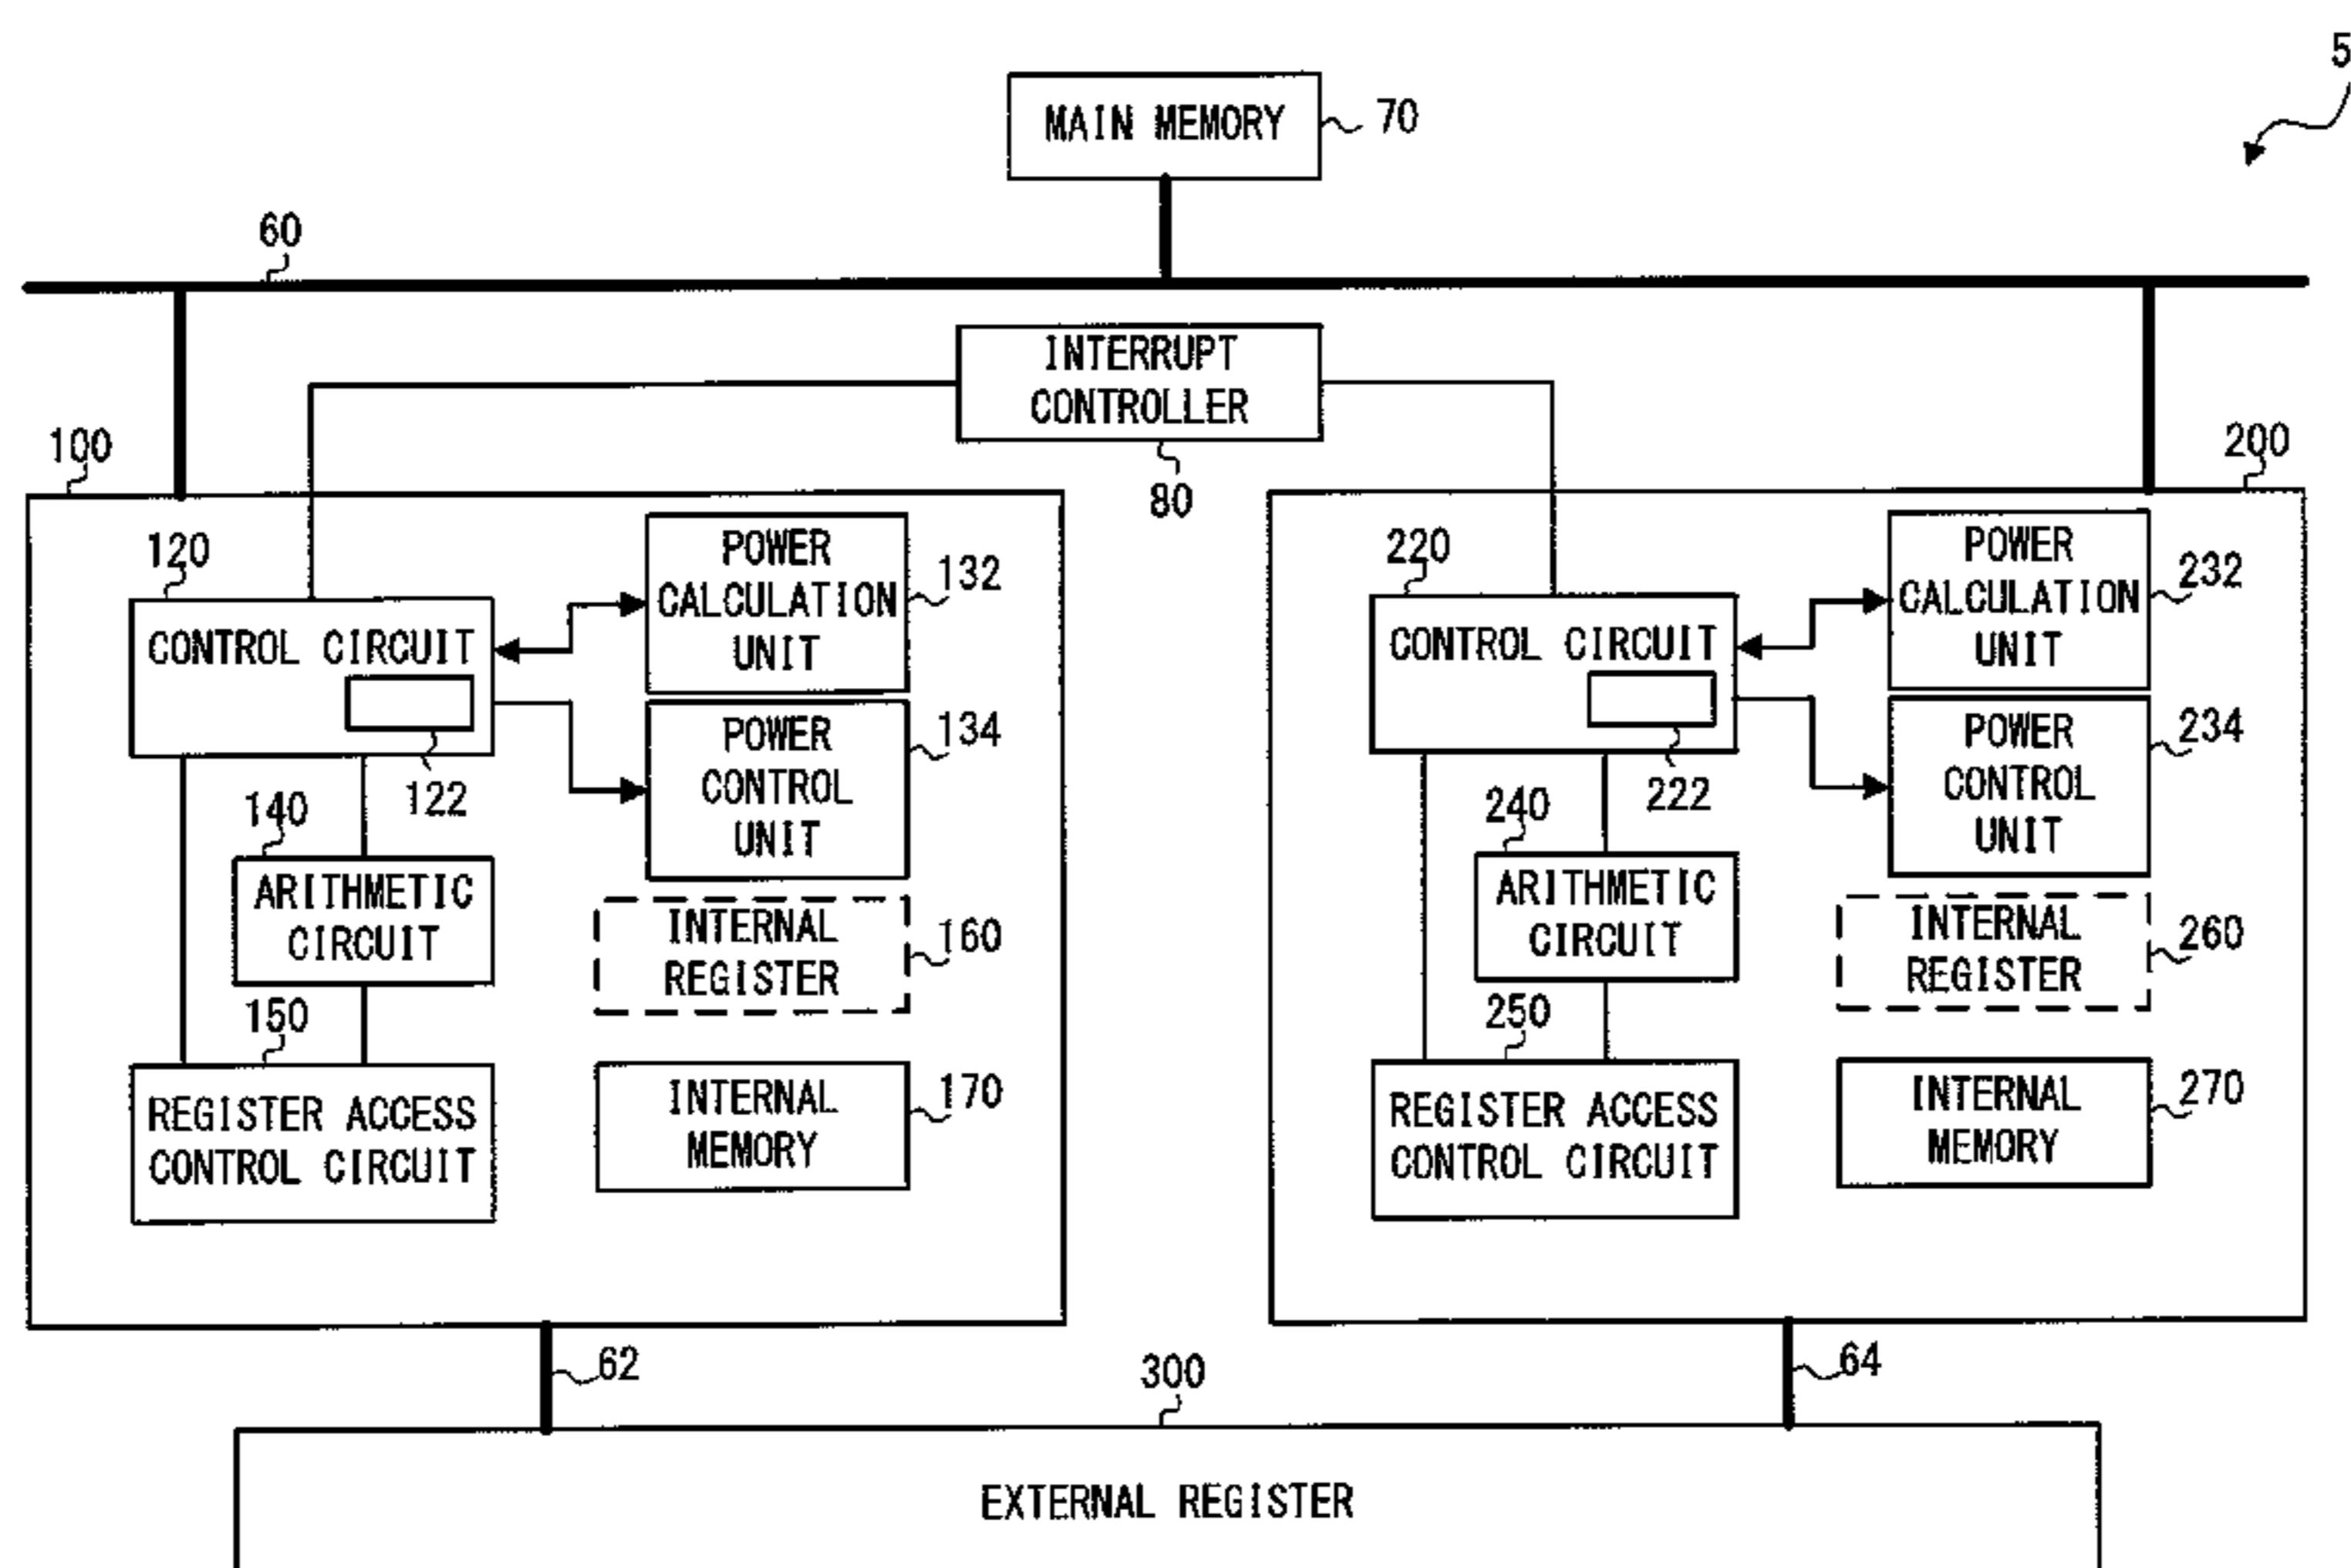 5
MAIN MEMORY
70
60
INTERRUPT
CONTROLLER
80
100
120
CONTROL CIRCUIT
122
POWER
CALCULATION
UNIT
132
POWER
CONTROL
UNIT
134
140
ARITHMETIC
CIRCUIT
INTERNAL
REGISTER
160
150
REGISTER ACCESS
CONTROL CIRCUIT
INTERNAL
MEMORY
170
200
220
CONTROL CIRCUIT
222
POWER
CALCULATION
UNIT
232
POWER
CONTROL
UNIT
234
240
ARITHMETIC
CIRCUIT
INTERNAL
REGISTER
260
250
REGISTER ACCESS
CONTROL CIRCUIT
INTERNAL
MEMORY
270
62
64
300
EXTERNAL REGISTER